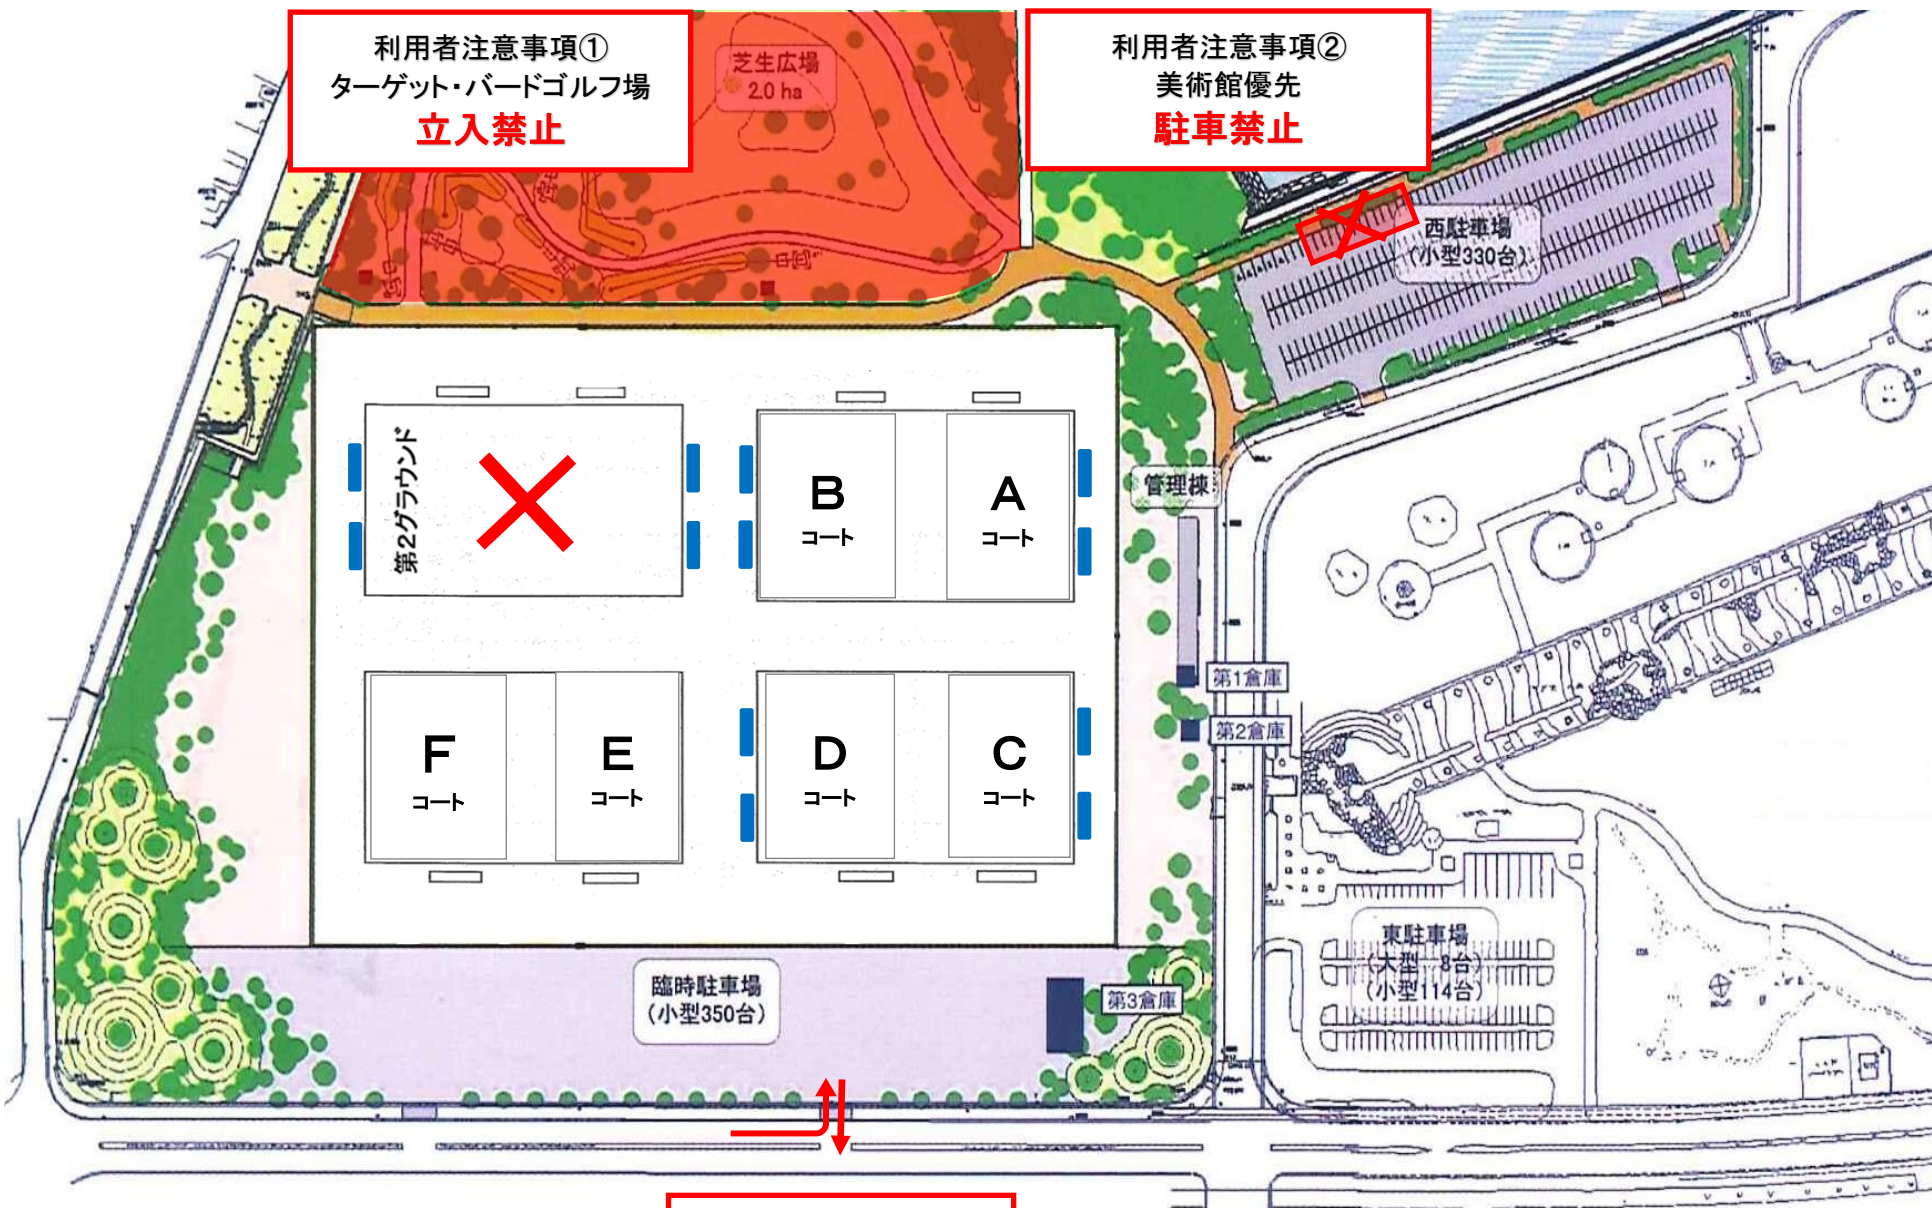 利用者注意事項①
ターゲット・バードゴルフ場
立入禁止
利用者注意事項②
美術館優先
駐車禁止
芝生広場
2.0 ha
西駐車場
(小型330台)
第2グラウンド
B
コート
A
コート
管理棟
第1倉庫
第2倉庫
F
コート
E
コート
D
コート
C
コート
東駐車場
(大型 8台)
(小型114台)
臨時駐車場
(小型350台)
第3倉庫